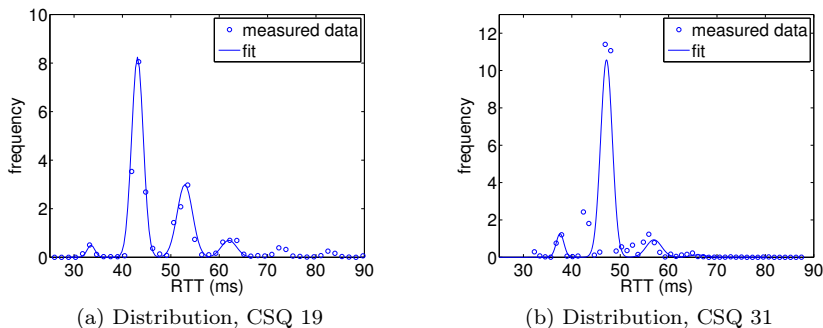 measured data
fit
10
8
6
4
2
0
frequency
30 40 50 60 70 80 90
RTT (ms)
(a) Distribution, CSQ 19
measured data
fit
12
10
8
6
4
2
0
frequency
30 40 50 60 70 80 90
RTT (ms)
(b) Distribution, CSQ 31